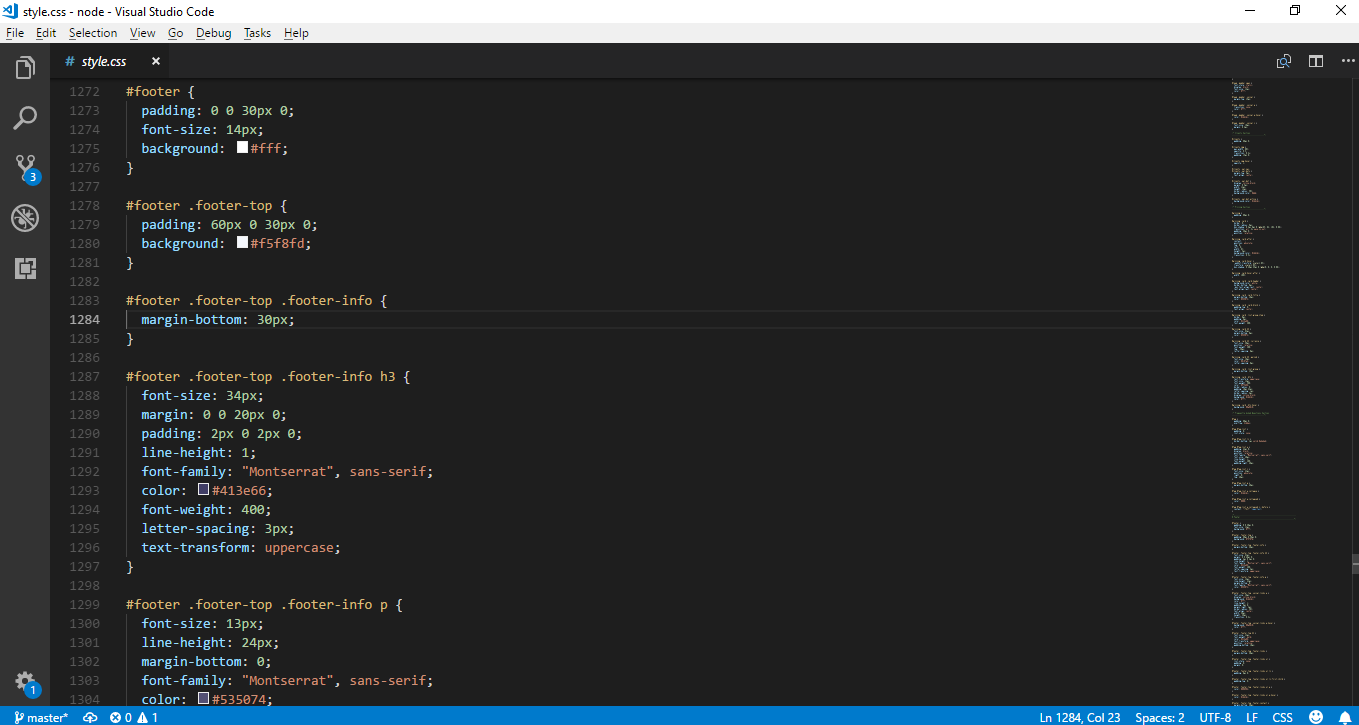 style.css - node - Visual Studio Code
File Edit Selection View Go Debug Tasks Help
# style.css ×
1272 #footer {
1273 padding: 0 0 30px 0;
1274 font-size: 14px;
1275 background: #fff;
1276 }
1277
1278 #footer .footer-top {
1279 padding: 60px 0 30px 0;
1280 background: #f5f8fd;
1281 }
1282
1283 #footer .footer-top .footer-info {
1284 margin-bottom: 30px;
1285 }
1286
1287 #footer .footer-top .footer-info h3 {
1288 font-size: 34px;
1289 margin: 0 0 20px 0;
1290 padding: 2px 0 2px 0;
1291 line-height: 1;
1292 font-family: "Montserrat", sans-serif;
1293 color: #413e66;
1294 font-weight: 400;
1295 letter-spacing: 3px;
1296 text-transform: uppercase;
1297 }
1298
1299 #footer .footer-top .footer-info p {
1300 font-size: 13px;
1301 line-height: 24px;
1302 margin-bottom: 0;
1303 font-family: "Montserrat", sans-serif;
1304 color: #535074;
3
1
master* 0 1 Ln 1284, Col 23 Spaces: 2 UTF-8 LF CSS